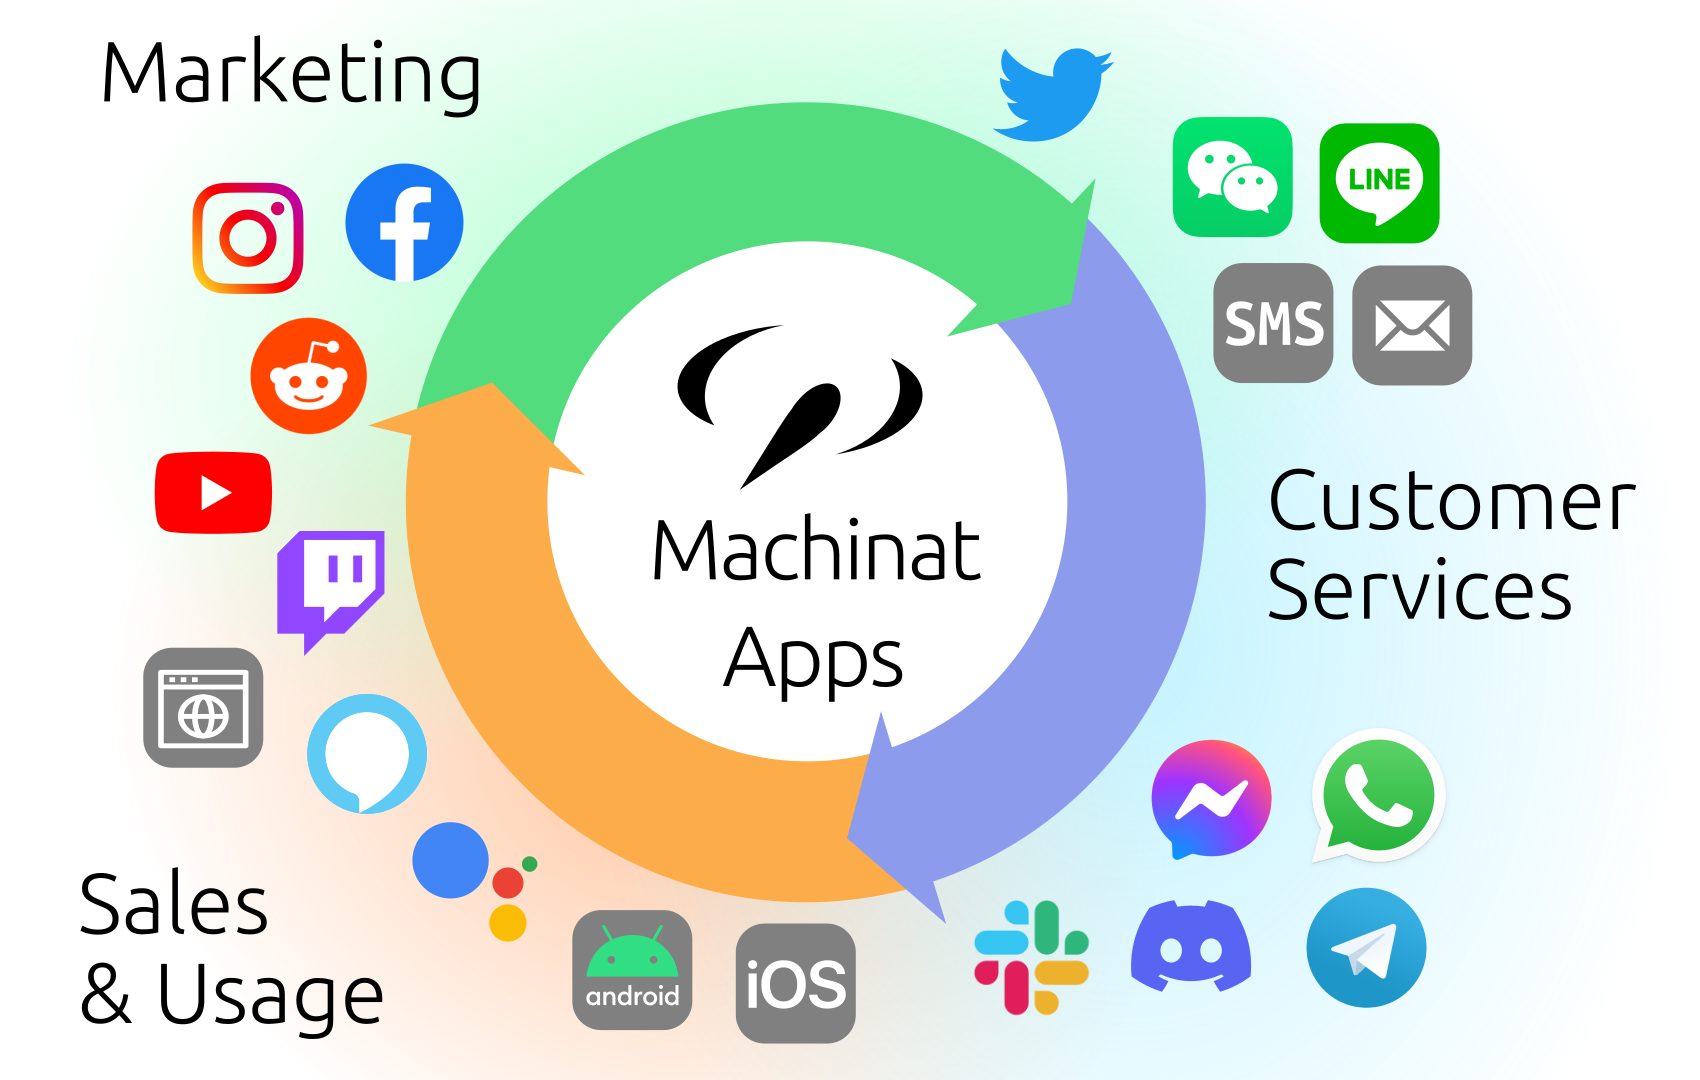 Marketing
LINE
SMS
Machinat
Apps
Customer
Services
Sales
& Usage
android
iOS